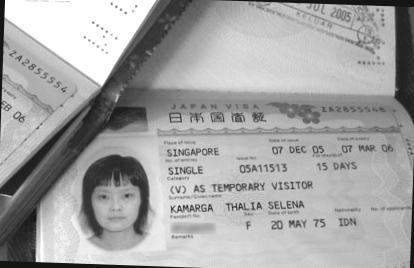 JUL 2005
KELUAR
ZA2855554
EB 06
JAPAN VISA
ZA2855548
日本国査証
Place of issue Date of issue Date of expiry
SINGAPORE 07 DEC 05 07 MAR 06
No. of entries Issue No. For stays of
SINGLE 05A11513 15 DAYS
Category
(V) AS TEMPORARY VISITOR
Surname/Given name
KAMARGA THALIA SELENA
Passport No. Sex Date of birth Nationality
F 20 MAY 75 IDN
Remarks